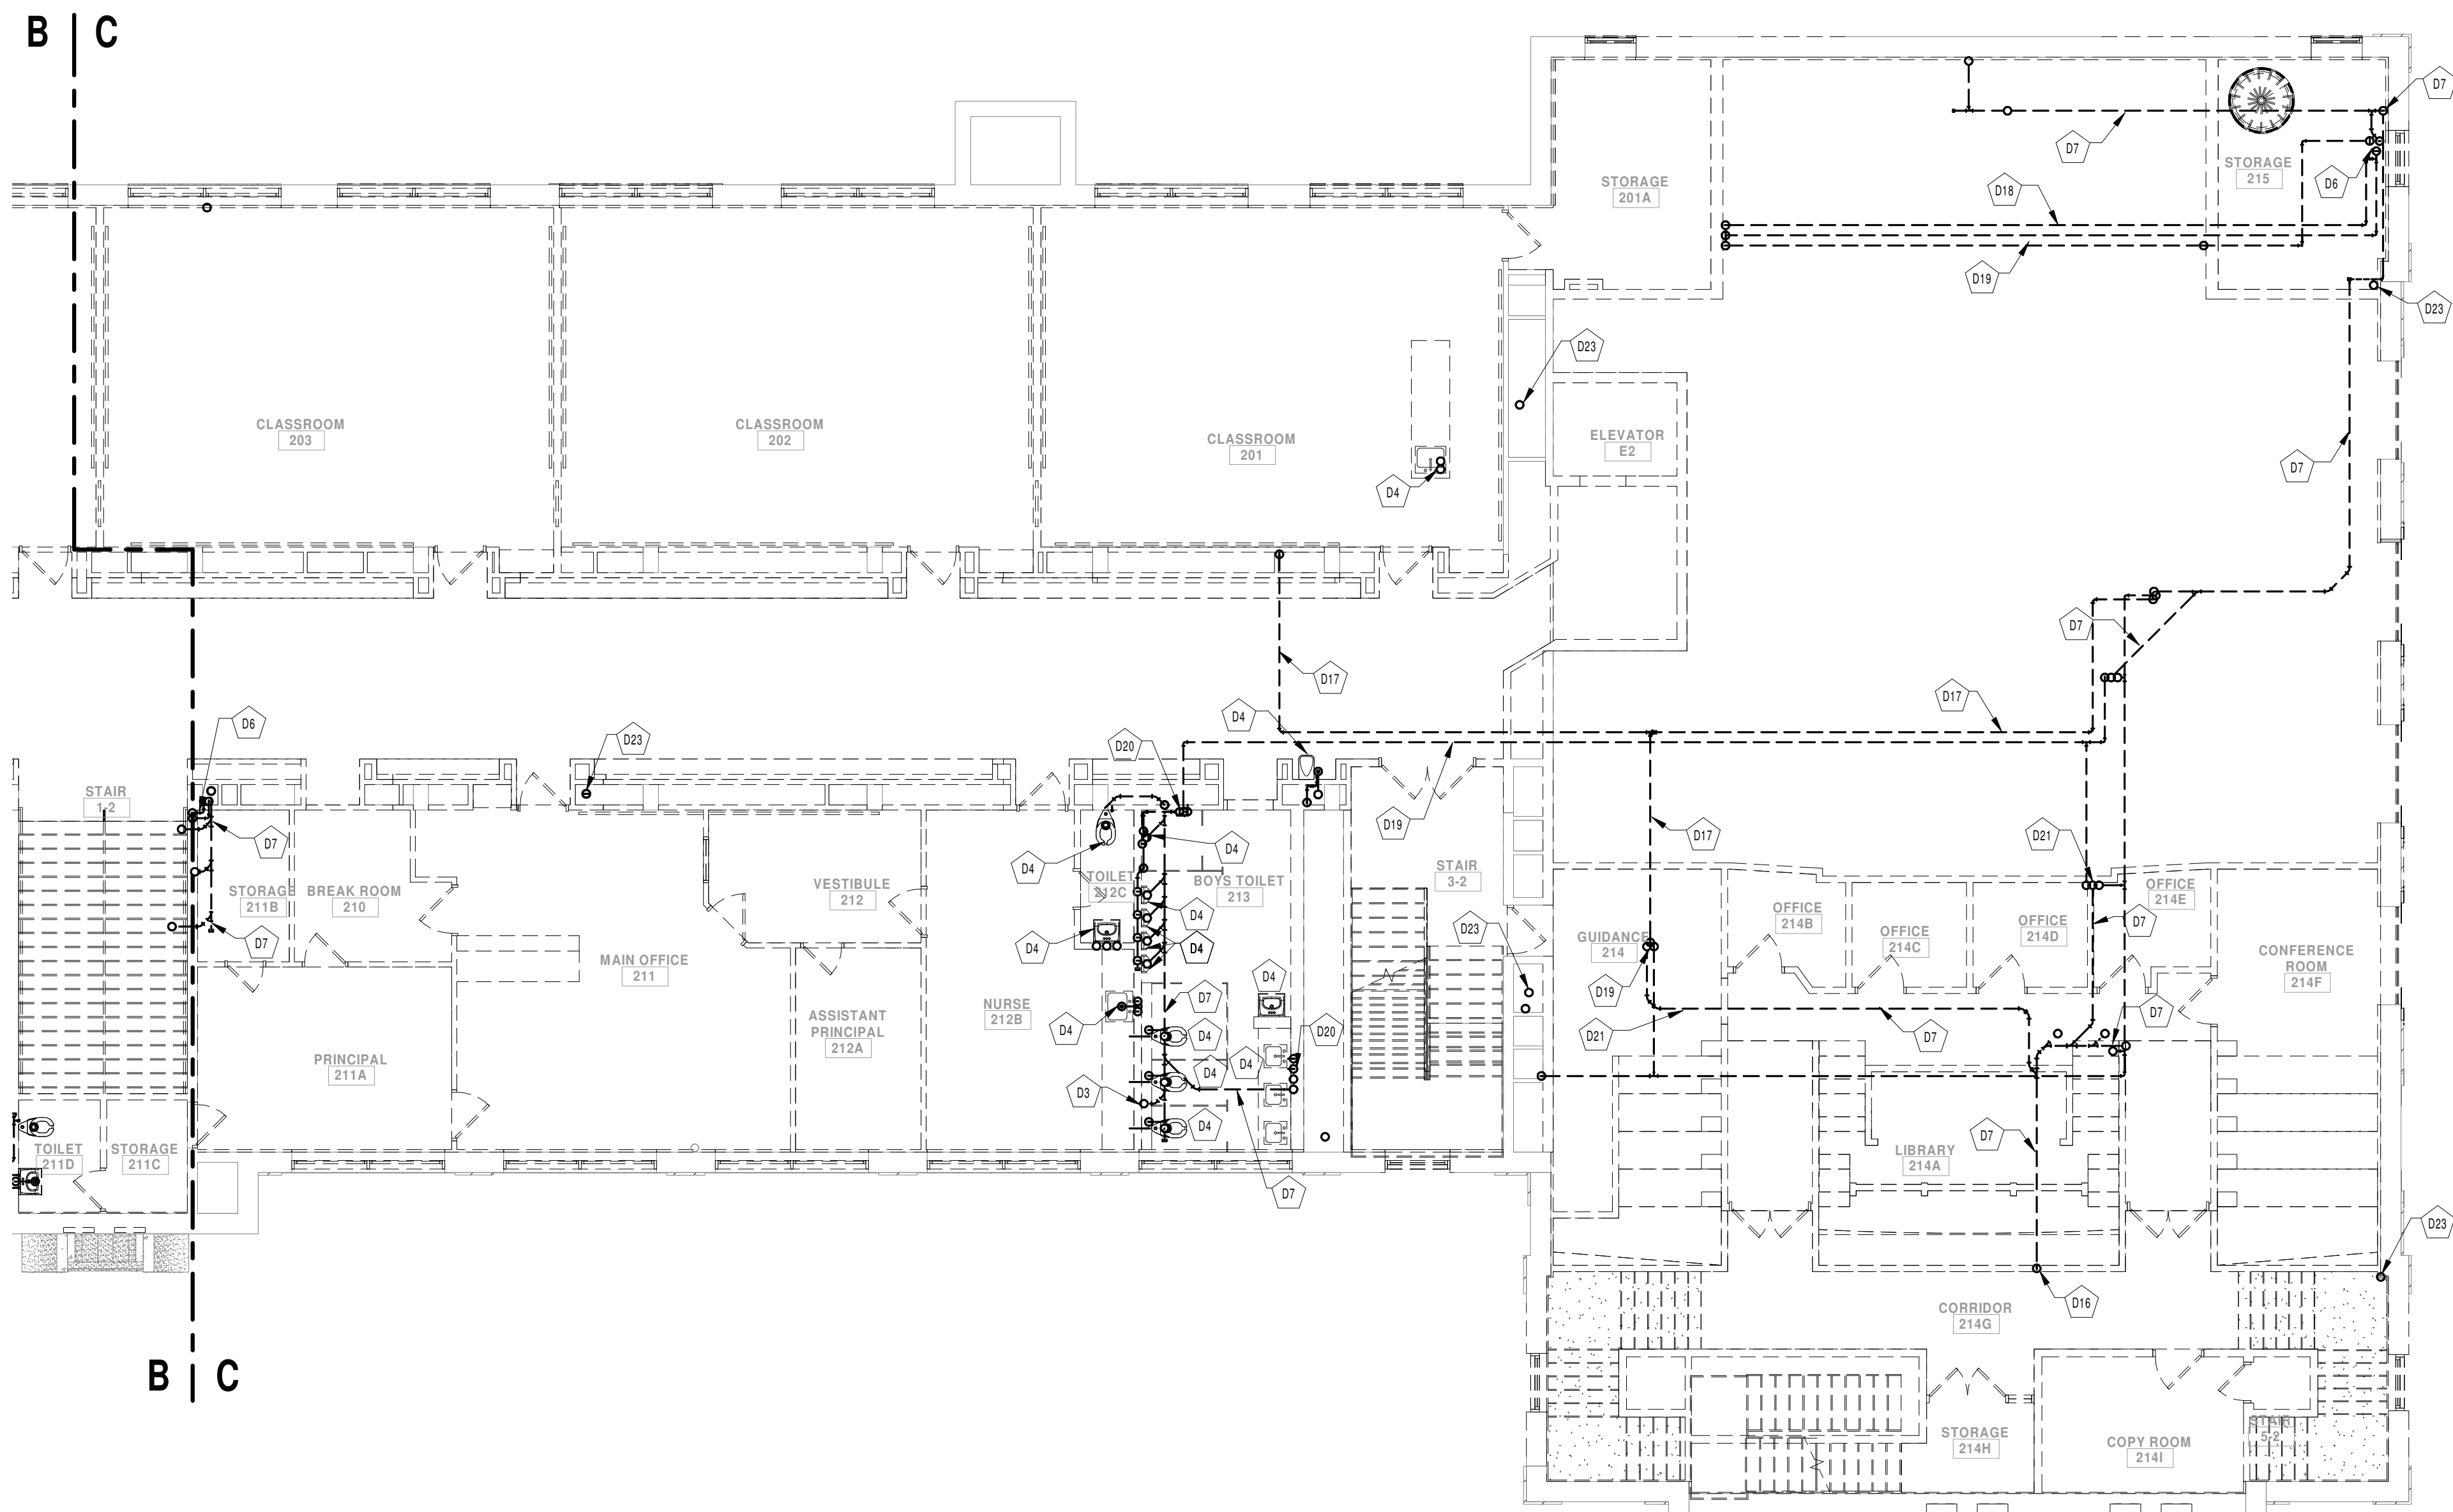 B C
D7
D7
STORAGE
215
D6
STORAGE
201A
D18
D19
D23
D23
CLASSROOM
203
CLASSROOM
202
CLASSROOM
201
ELEVATOR
E2
D4
D7
D7
D17
D17
D6
D23
D20
D4
D19
D17
D21
STAIR
1-2
D7
STORAGE
211B
BREAK ROOM
210
VESTIBULE
212
D4
TOILET
212C
D4
BOYS TOILET
213
STAIR
3-2
OFFICE
214B
OFFICE
214C
OFFICE
214D
OFFICE
214E
D7
D7
MAIN OFFICE
211
D4
D4
D4
D23
GUIDANCE
214
CONFERENCE
ROOM
214F
D4
D19
NURSE
212B
ASSISTANT
PRINCIPAL
212A
D7
D4
D4
D4
D4
D20
D21
D7
D7
PRINCIPAL
211A
D3
D4
D7
D7
LIBRARY
214A
TOILET
211D
STORAGE
211C
D23
D16
CORRIDOR
214G
B C
STORAGE
214H
COPY ROOM
214I
STAIR
5-2